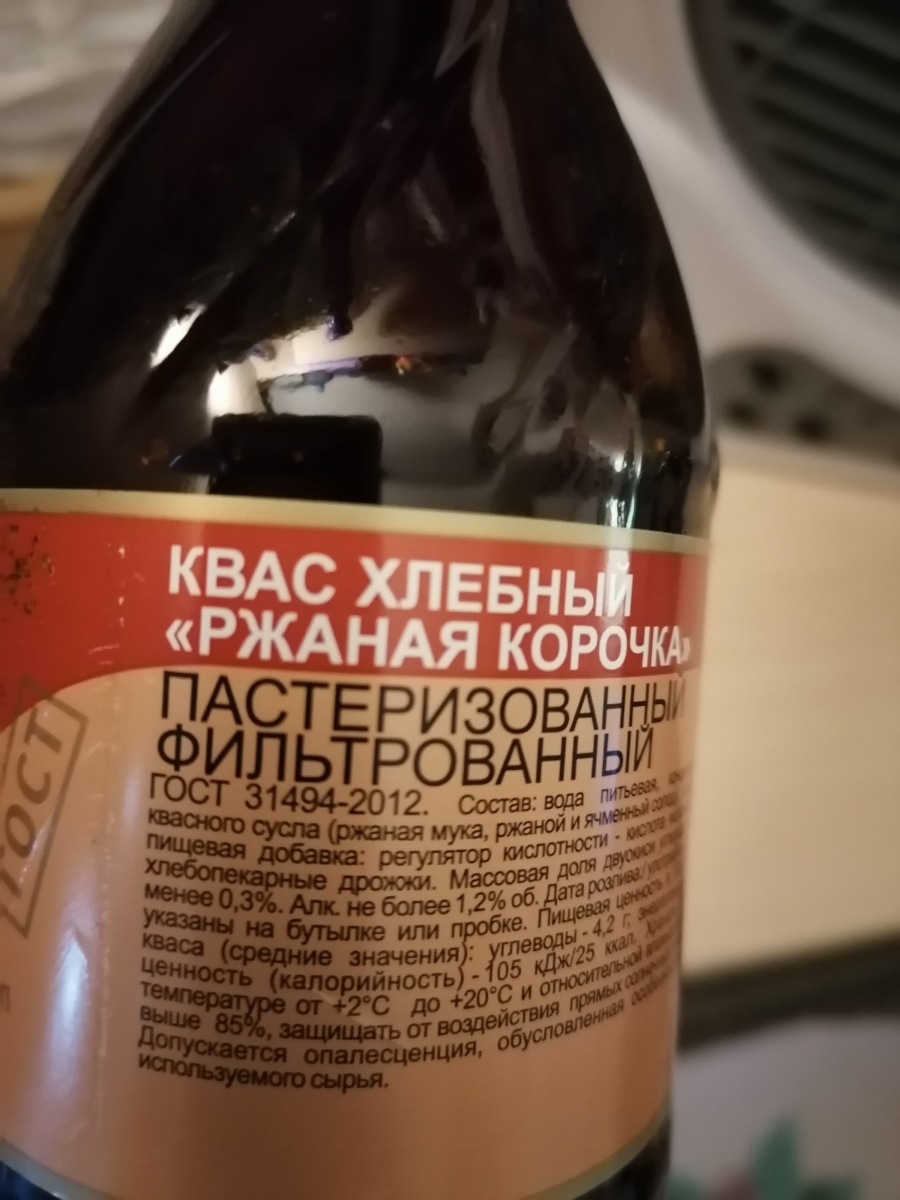 КВАС ХЛЕБНЫЙ
«РЖАНАЯ КОРОЧКА»
ПАСТЕРИЗОВАННЫЙ
ФИЛЬТРОВАННЫЙ
ГОСТ 31494-2012. Состав: вода питьевая,
квасного сусла (ржаная мука, ржаной и ячменный
пищевая добавка: регулятор кислотности - кислота
хлебопекарные дрожжи. Массовая доля двуокиси
менее 0,3%. Алк. не более 1,2% об. Дата розлива/
указаны на бутылке или пробке. Пищевая ценность
кваса (средние значения): углеводы - 4,2 г;
ценность (калорийность) - 105 кДж/25 ккал.
температуре от +2°С до +20°С и относительной
выше 85%, защищать от воздействия прямых
Допускается опалесценция, обусловленная
используемого сырья.
ГОСТ